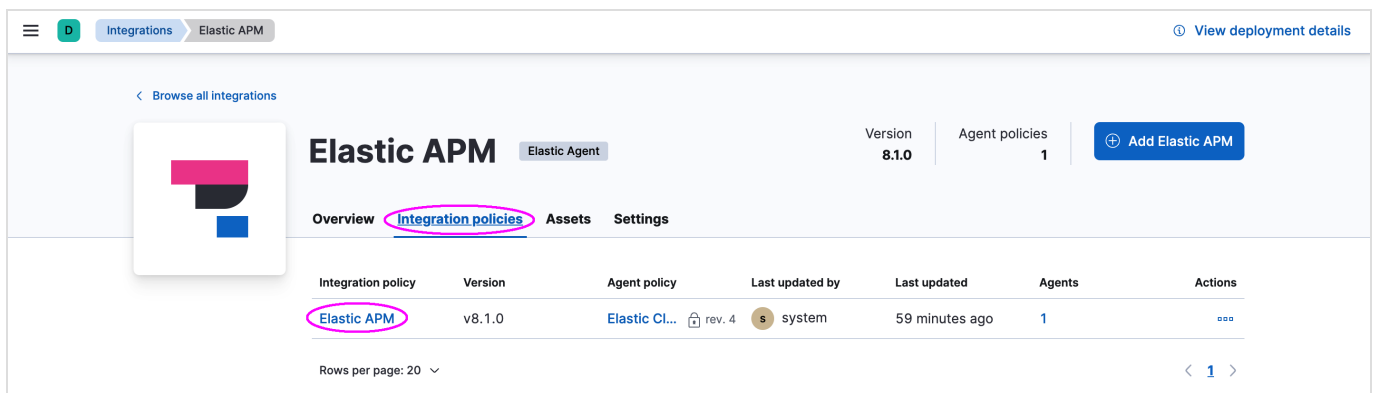 D Integrations Elastic APM View deployment details
Browse all integrations
Elastic APM Elastic Agent
Version 8.1.0
Agent policies 1
Add Elastic APM
Overview Integration policies Assets Settings
Integration policy Version Agent policy Last updated by Last updated Agents Actions
Elastic APM v8.1.0 Elastic Cl... rev. 4 s system 59 minutes ago 1
Rows per page: 20 1